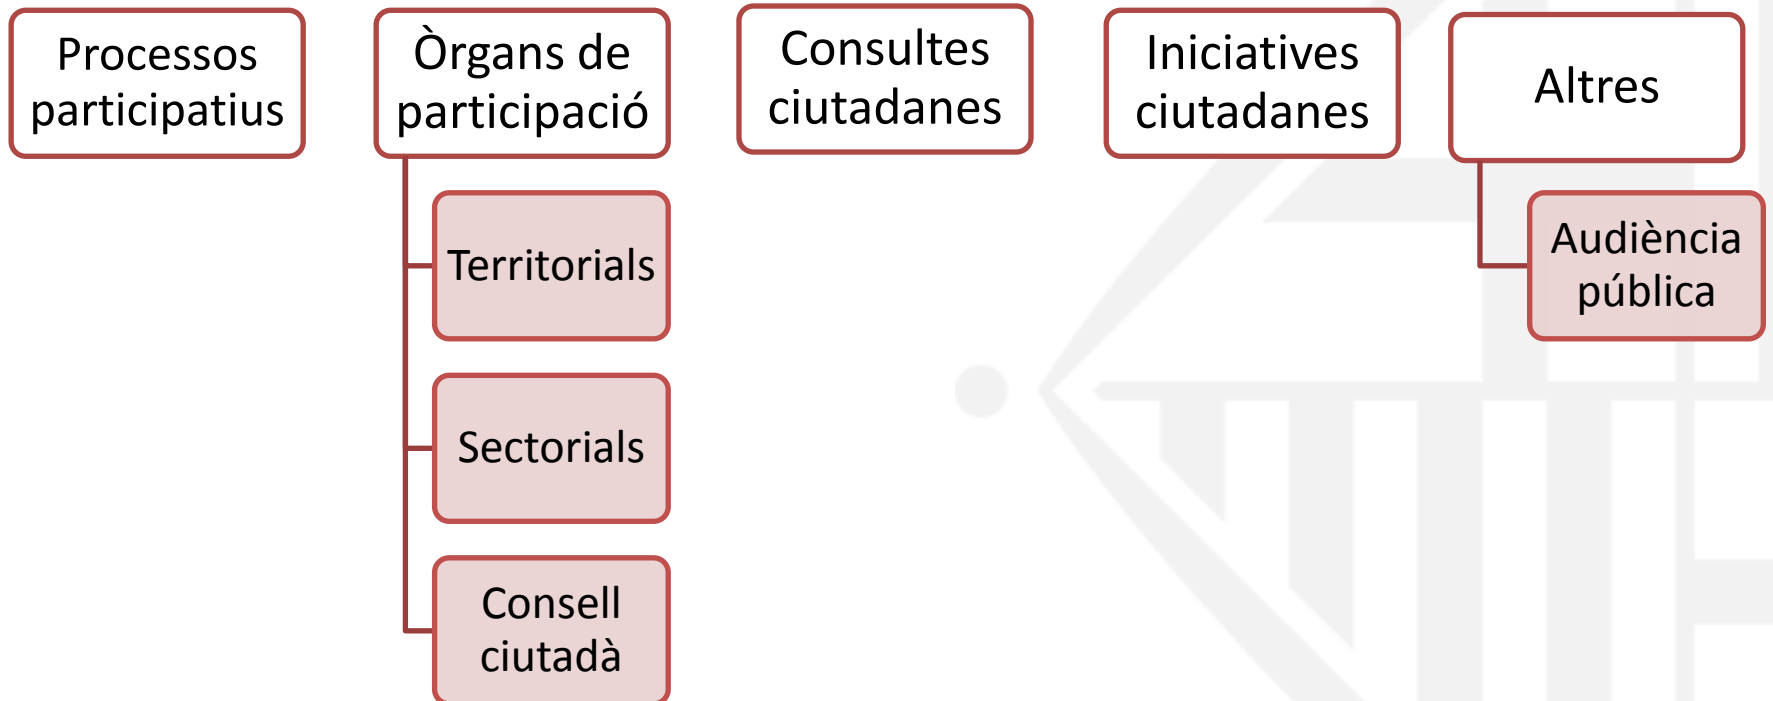 Processos
participatius
Òrgans de
participació
Territorials
Sectorials
Consell
ciutadà
Consultes
ciutadanes
Iniciatives
ciutadanes
Altres
Audiència
pública